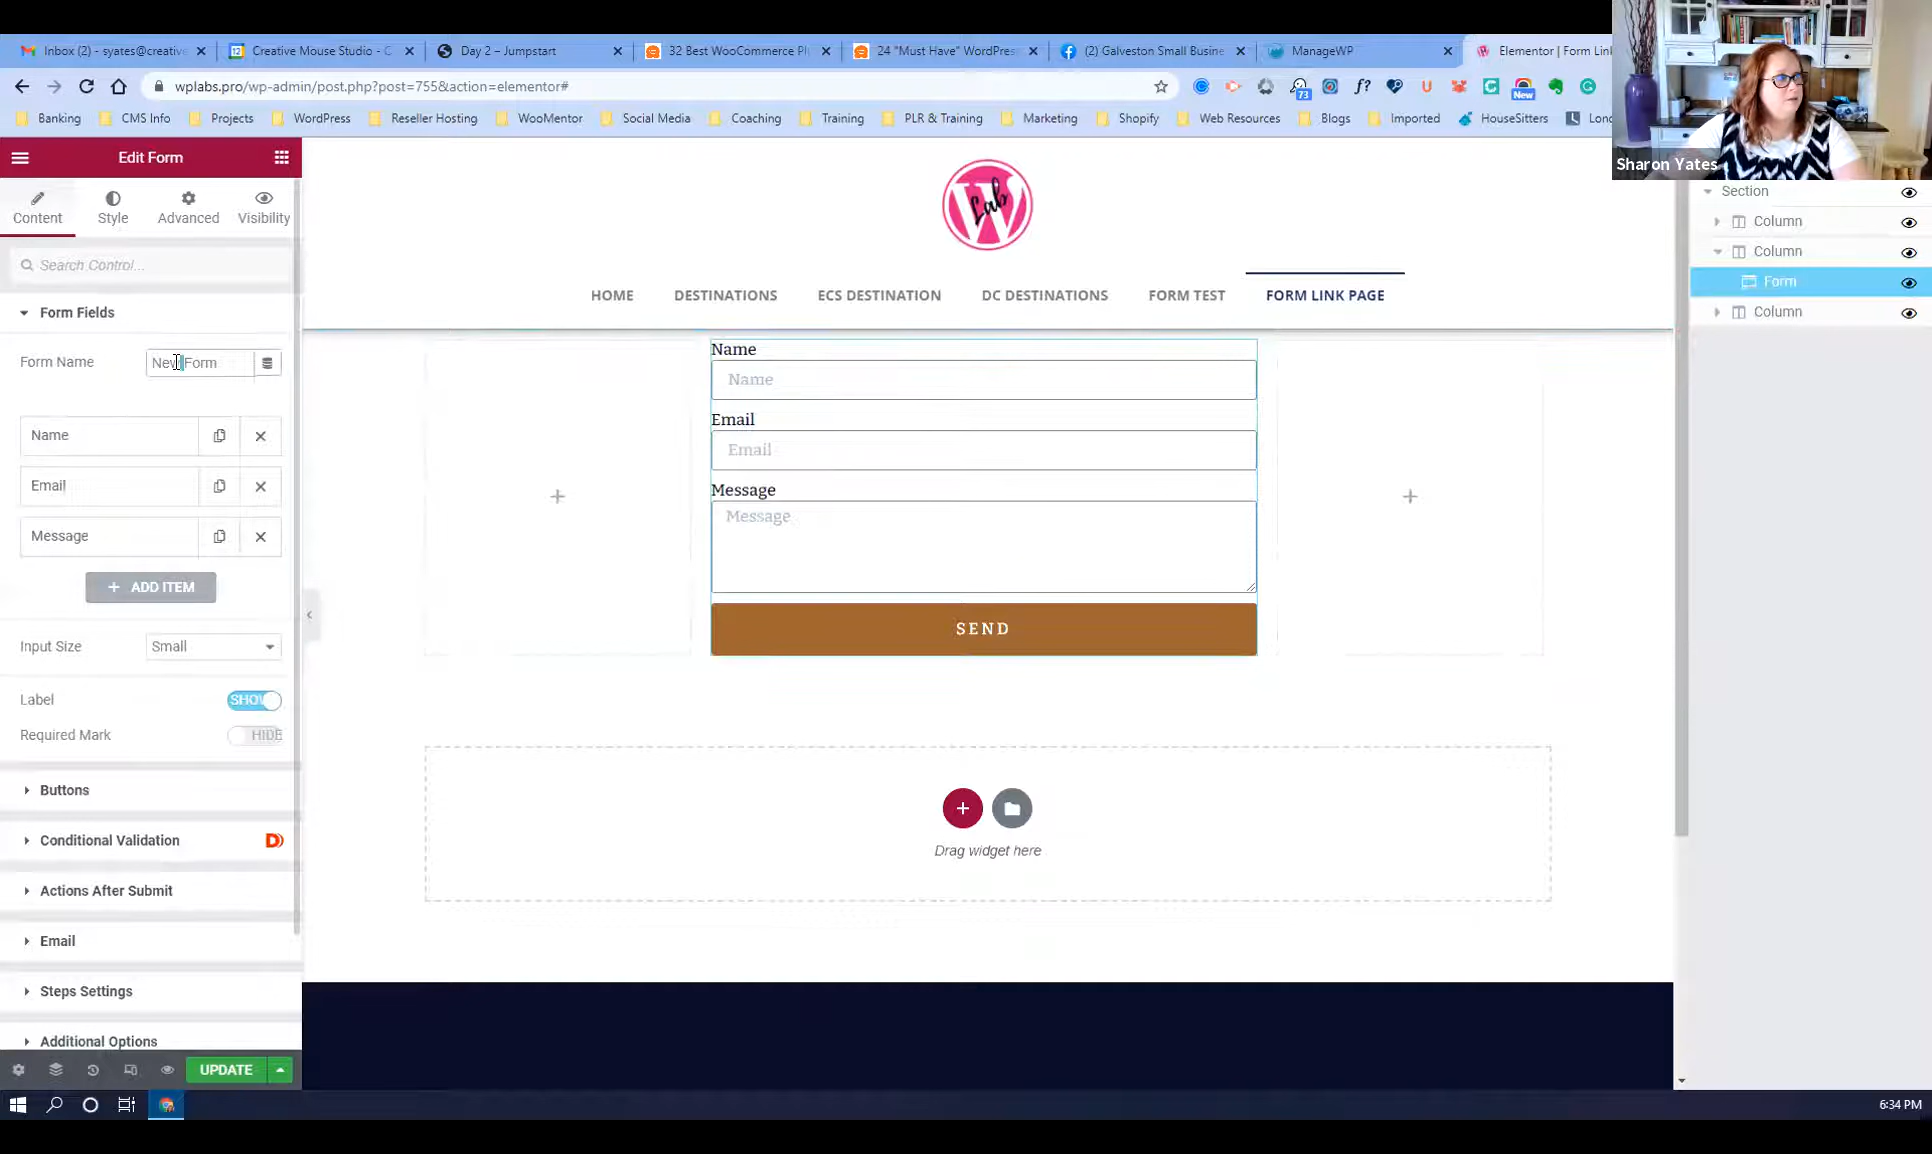 Inbox (2) - syates@creative
Creative Mouse Studio - C
Day 2 – Jumpstart
32 Best WooCommerce Pl
24 "Must Have" WordPress
(2) Galveston Small Busine
ManageWP
Elementor | Form Link
wplabs.pro/wp-admin/post.php?post=755&action=elementor#
73
f?
New
Banking
CMS Info
Projects
WordPress
Reseller Hosting
WooMentor
Social Media
Coaching
Training
PLR & Training
Marketing
Shopify
Web Resources
Blogs
Imported
HouseSitters
Lond
Sharon Yates
Edit Form
Content
Style
Advanced
Visibility
Search Control...
Form Fields
Form Name
New Form
Name
Email
Message
+ ADD ITEM
Input Size
Small
Label
SHOW
Required Mark
HIDE
Buttons
Conditional Validation
Actions After Submit
Email
Steps Settings
Additional Options
UPDATE
W Lab
HOME
DESTINATIONS
ECS DESTINATION
DC DESTINATIONS
FORM TEST
FORM LINK PAGE
Name
Name
Email
Email
Message
Message
SEND
Drag widget here
Section
Column
Column
Form
Column
6:34 PM